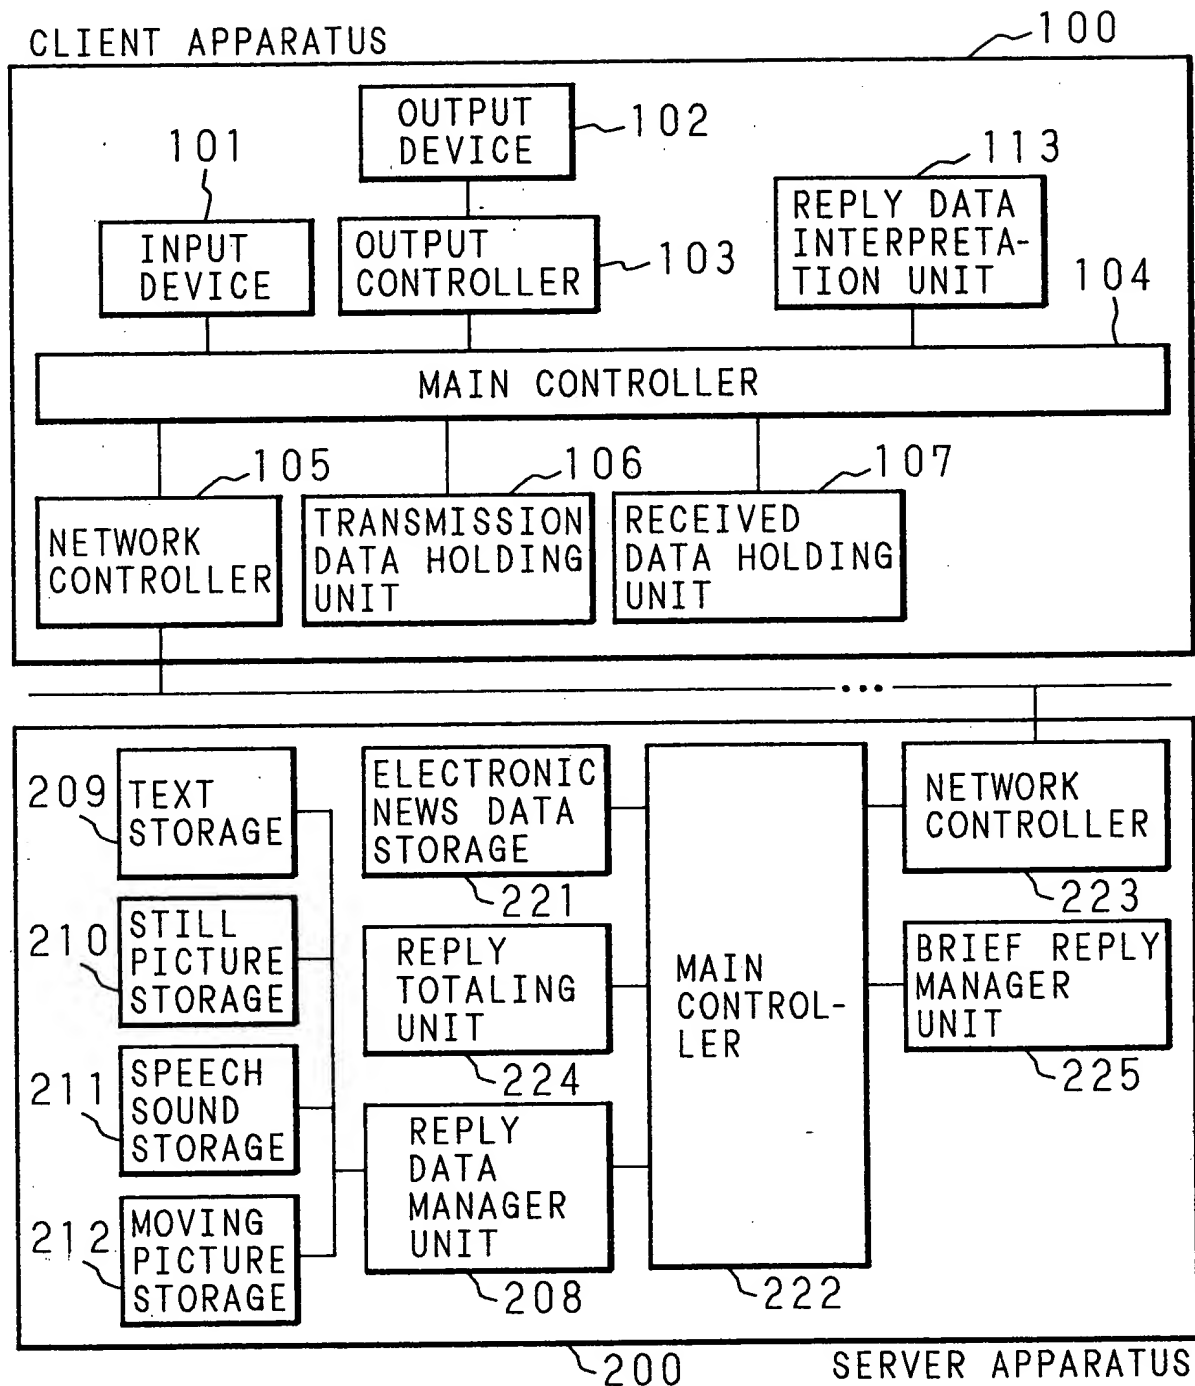 CLIENT APPARATUS
100
OUTPUT
DEVICE
102
101
113
INPUT
DEVICE
OUTPUT
CONTROLLER
103
REPLY DATA
INTERPRETA-
TION UNIT
104
MAIN CONTROLLER
105
106
107
NETWORK
CONTROLLER
TRANSMISSION
DATA HOLDING
UNIT
RECEIVED
DATA HOLDING
UNIT
...
209
TEXT
STORAGE
ELECTRONIC
NEWS DATA
STORAGE
221
NETWORK
CONTROLLER
223
210
STILL
PICTURE
STORAGE
REPLY
TOTALING
UNIT
224
MAIN
CONTROL-
LER
222
BRIEF REPLY
MANAGER
UNIT
225
211
SPEECH
SOUND
STORAGE
REPLY
DATA
MANAGER
UNIT
208
212
MOVING
PICTURE
STORAGE
200
SERVER APPARATUS